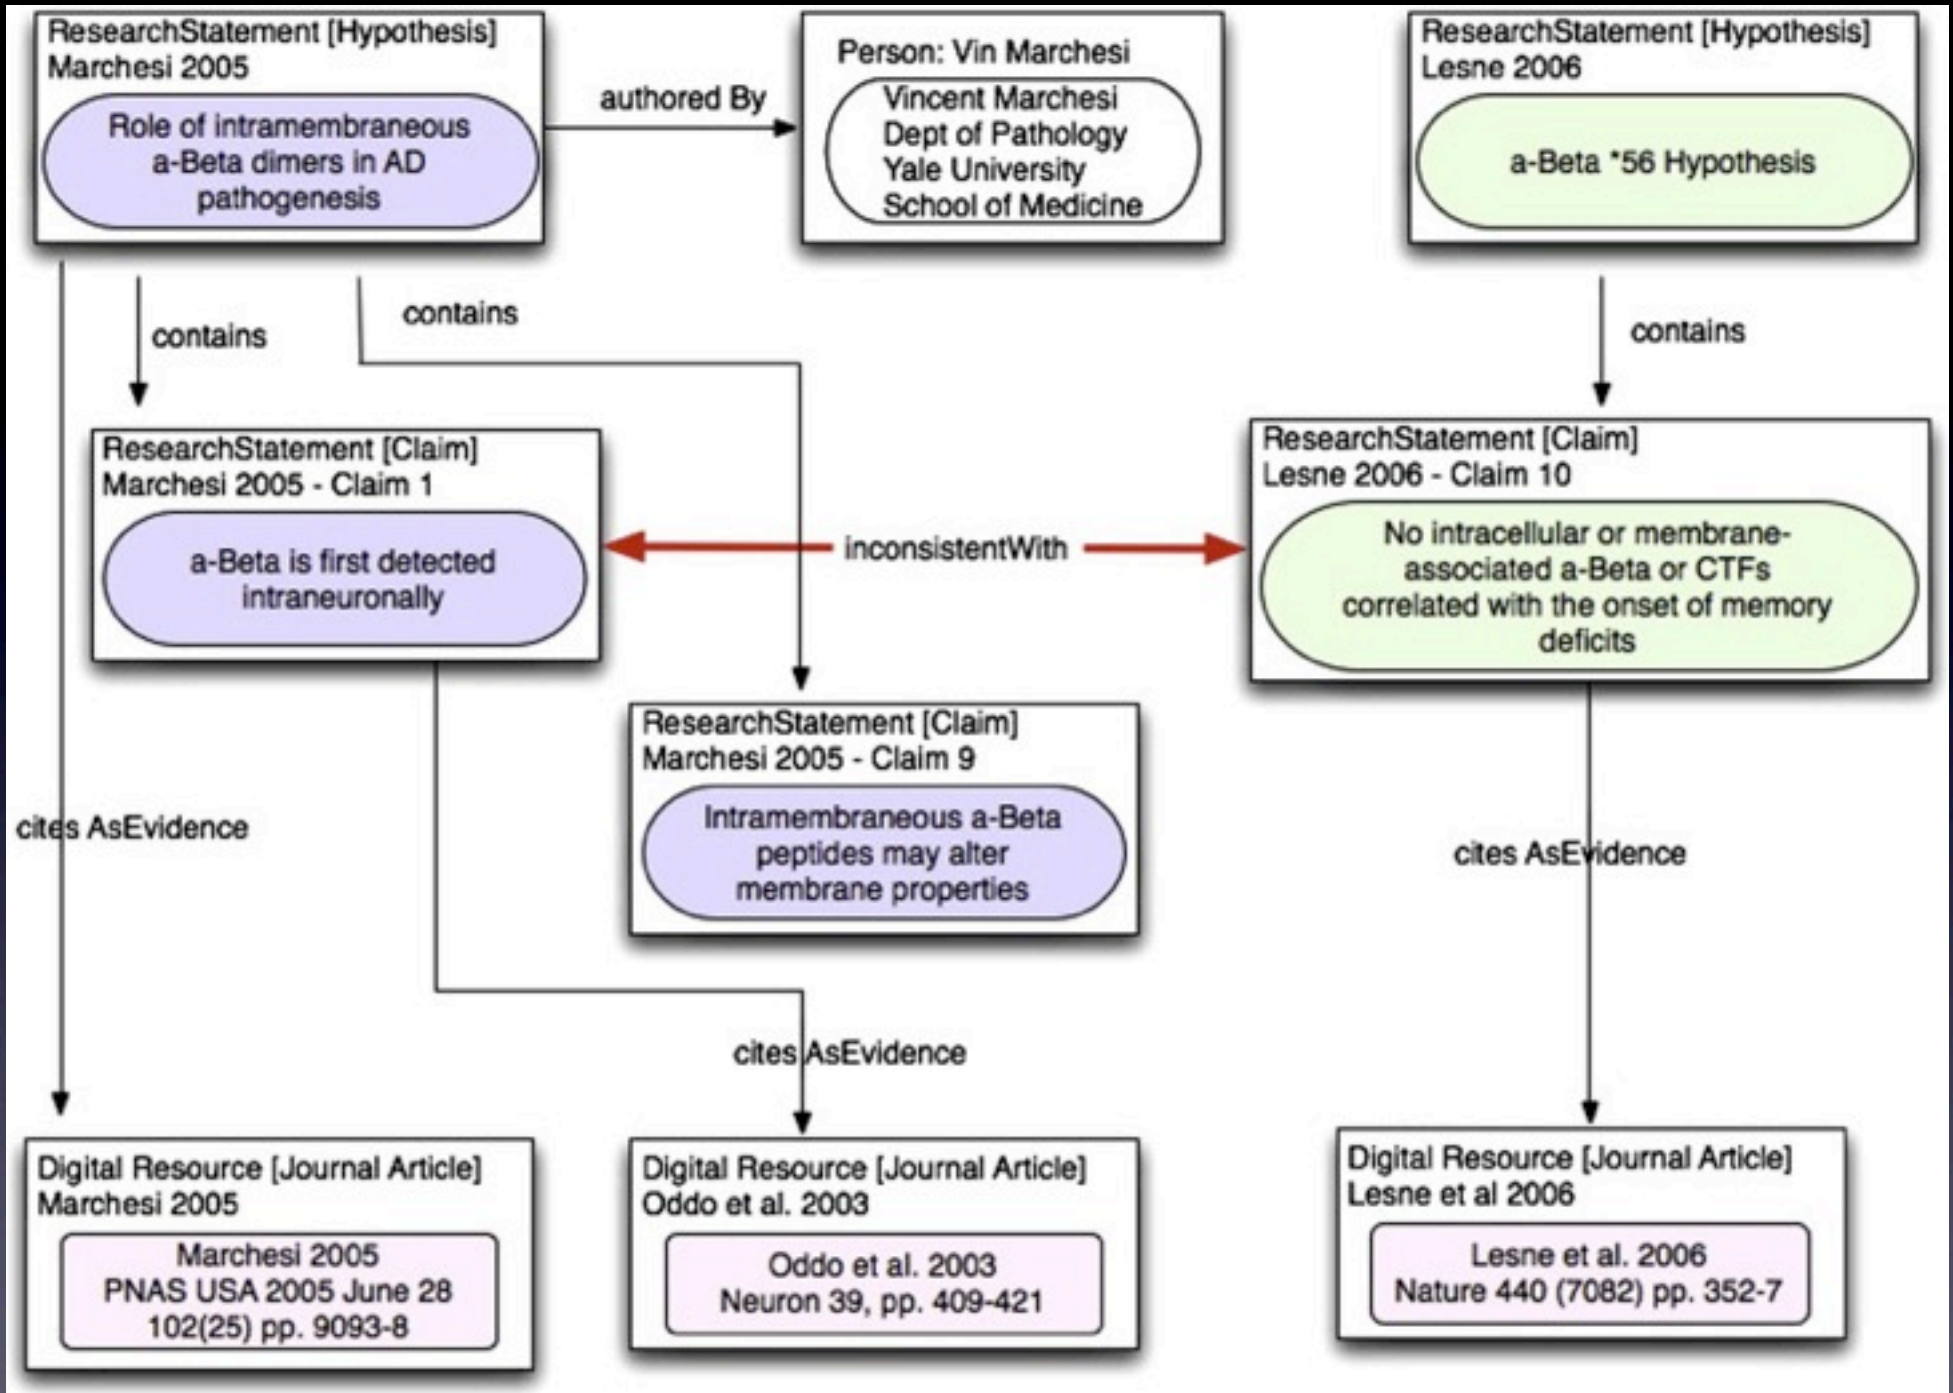 ResearchStatement [Hypothesis]
Marchesi 2005
Role of intramembraneous
a-Beta dimers in AD
pathogenesis
authored By
Person: Vin Marchesi
Vincent Marchesi
Dept of Pathology
Yale University
School of Medicine
ResearchStatement [Hypothesis]
Lesne 2006
a-Beta *56 Hypothesis
contains
contains
contains
ResearchStatement [Claim]
Marchesi 2005 - Claim 1
a-Beta is first detected
intraneuronally
inconsistentWith
ResearchStatement [Claim]
Lesne 2006 - Claim 10
No intracellular or membrane-
associated a-Beta or CTFs
correlated with the onset of memory
deficits
ResearchStatement [Claim]
Marchesi 2005 - Claim 9
Intramembraneous a-Beta
peptides may alter
membrane properties
cites AsEvidence
cites AsEvidence
cites AsEvidence
Digital Resource [Journal Article]
Marchesi 2005
Marchesi 2005
PNAS USA 2005 June 28
102(25) pp. 9093-8
Digital Resource [Journal Article]
Oddo et al. 2003
Oddo et al. 2003
Neuron 39, pp. 409-421
Digital Resource [Journal Article]
Lesne et al 2006
Lesne et al. 2006
Nature 440 (7082) pp. 352-7